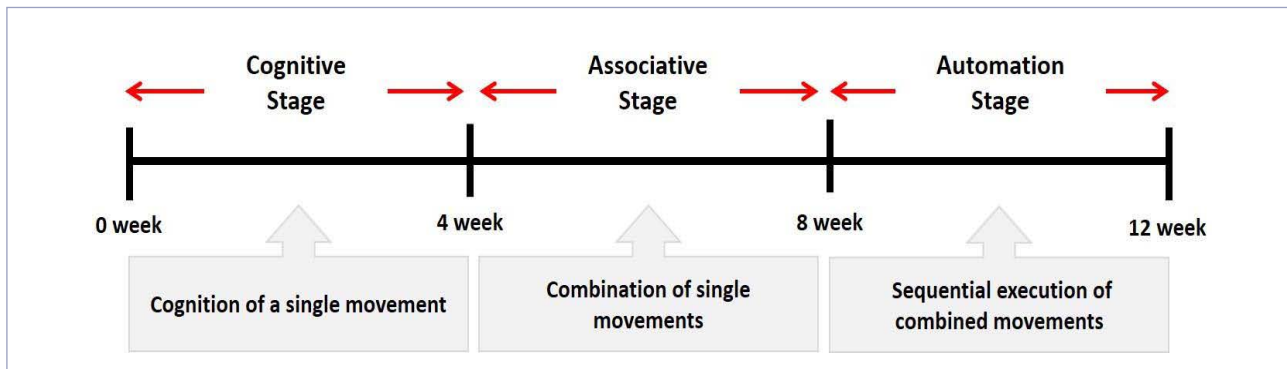 Cognitive
Stage
Associative
Stage
Automation
Stage
0 week
4 week
8 week
12 week
Cognition of a single movement
Combination of single
movements
Sequential execution of
combined movements